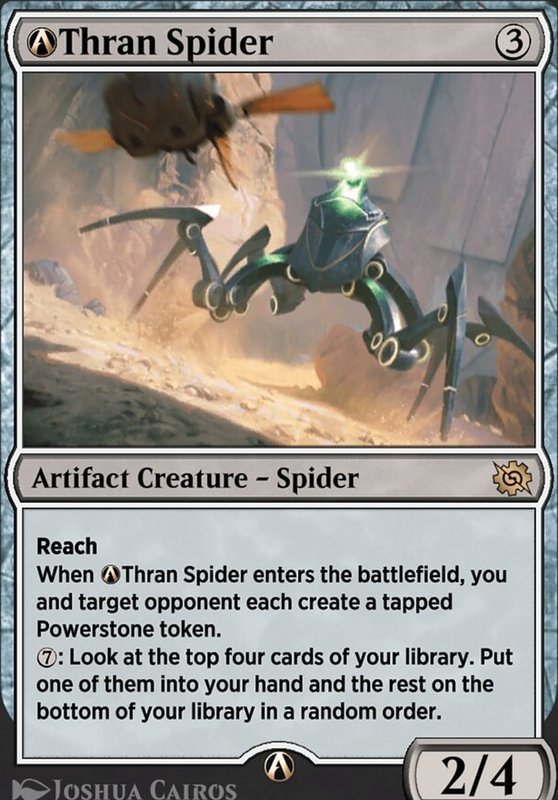 Thran Spider 3
Artifact Creature – Spider
Reach
When Thran Spider enters the battlefield, you
and target opponent each create a tapped
Powerstone token.
7: Look at the top four cards of your library. Put
one of them into your hand and the rest on the
bottom of your library in a random order.
2/4
Joshua Cairos